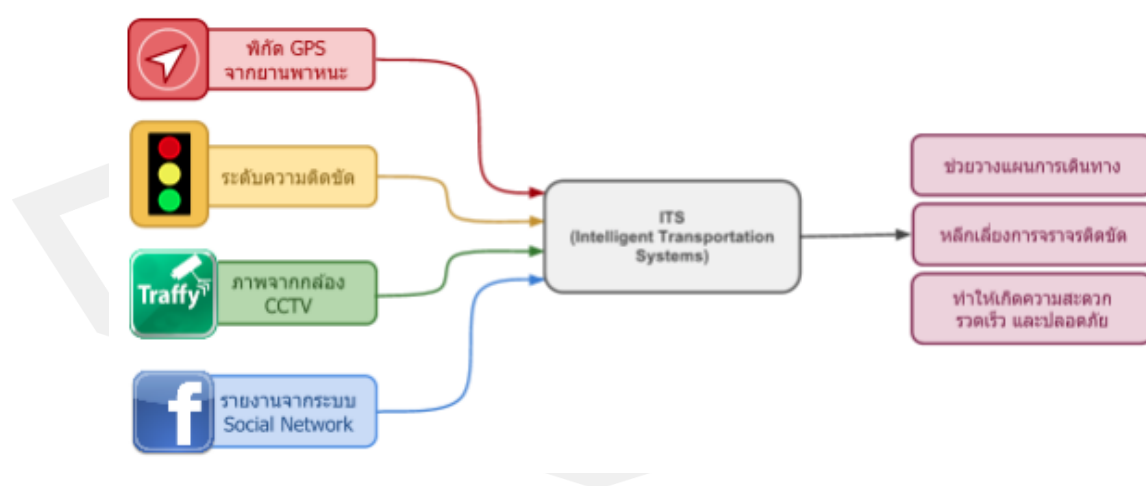 พิกัด GPS
จากยานพาหนะ
ระดับความติดขัด
Traffy
ภาพจากกล้อง
CCTV
f
รายงานจากระบบ
Social Network
ITS
(Intelligent Transportation
Systems)
ช่วยวางแผนการเดินทาง
หลีกเลี่ยงการจราจรติดขัด
ทำให้เกิดความสะดวก
รวดเร็ว และปลอดภัย